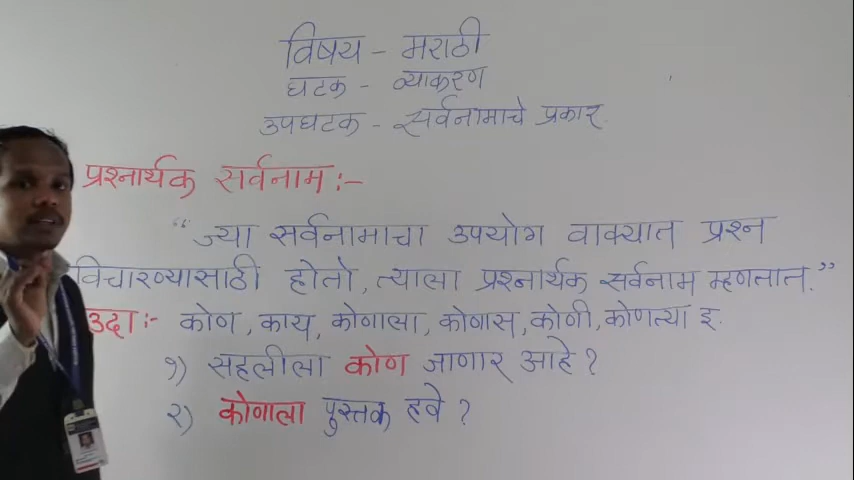 विषय - मराठी
घटक - व्याकरण
उपघटक - सर्वनामाचे प्रकार.
प्रश्नार्थक सर्वनाम :-
"ज्या सर्वनामाचा उपयोग वाक्यात प्रश्न
विचारण्यासाठी होतो, त्याला प्रश्नार्थक सर्वनाम म्हणतात."
उदा :- कोण, काय, कोणाला, कोणास, कोणी, कोणत्या इ.
१) सहलीला कोण जाणार आहे ?
२) कोणाला पुस्तक हवे ?